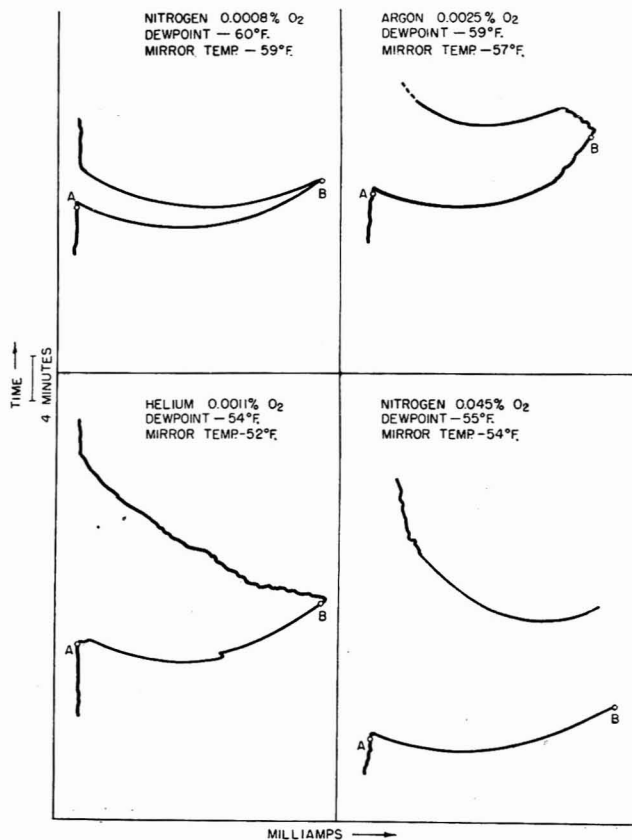 NITROGEN 0.0008% O₂
DEWPOINT – 60°F.
MIRROR TEMP. – 59°F.
ARGON 0.0025% O₂
DEWPOINT – 59°F.
MIRROR TEMP. –57°F.
A
B
A
B
TIME →
4 MINUTES
HELIUM 0.0011% O₂
DEWPOINT –54°F.
MIRROR TEMP.-52°F.
NITROGEN 0.045% O₂
DEWPOINT –55°F.
MIRROR TEMP.-54°F.
A
B
A
B
MILLIAMPS →